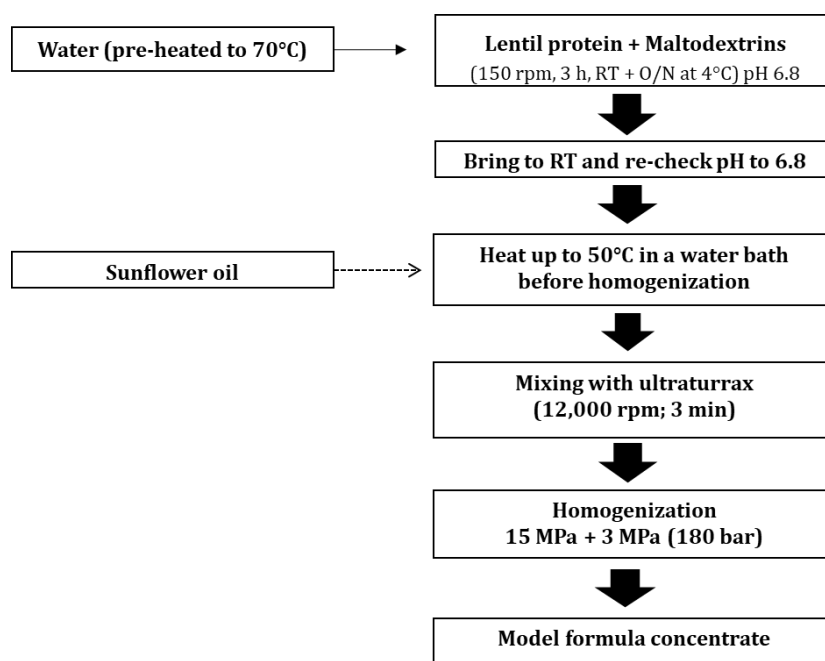 Water (pre-heated to 70°C)
Lentil protein + Maltodextrins
(150 rpm, 3 h, RT + O/N at 4°C) pH 6.8
Bring to RT and re-check pH to 6.8
Sunflower oil
Heat up to 50°C in a water bath
before homogenization
Mixing with ultraturrax
(12,000 rpm; 3 min)
Homogenization
15 MPa + 3 MPa (180 bar)
Model formula concentrate